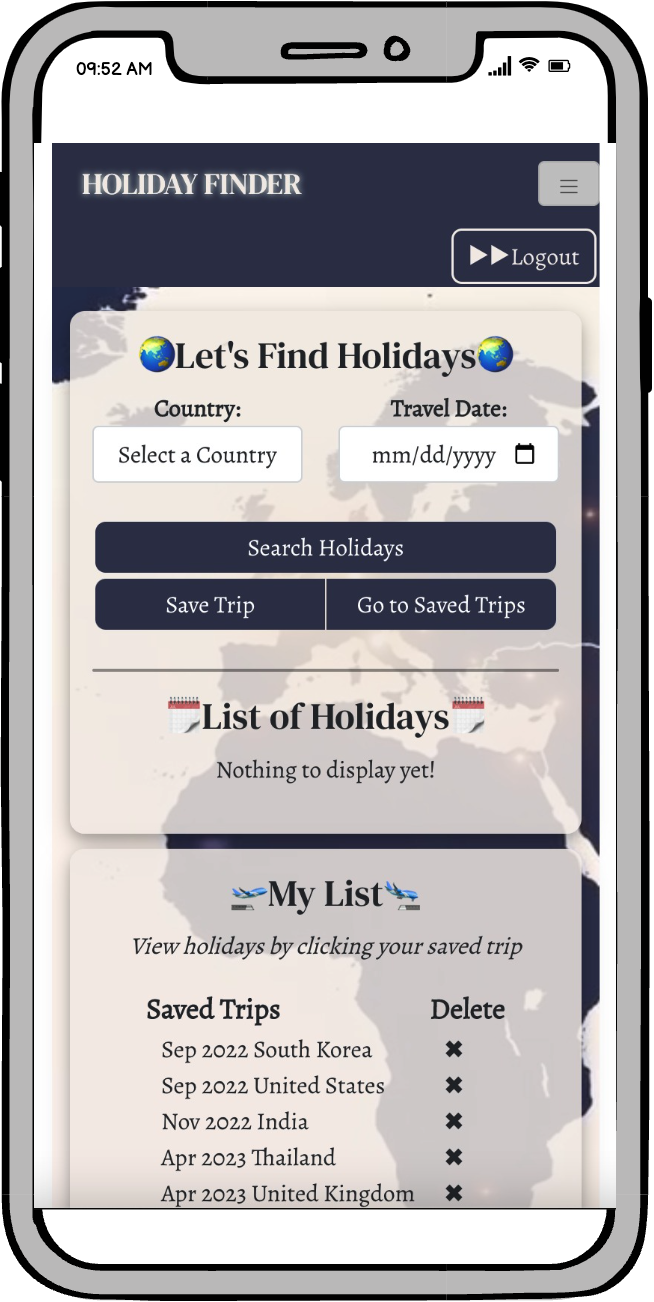 09:52 AM
HOLIDAY FINDER
▶▶Logout
🌏Let's Find Holidays🌏
Country: Travel Date:
Select a Country mm/dd/yyyy
Search Holidays
Save Trip Go to Saved Trips
🗓List of Holidays🗓
Nothing to display yet!
🛫My List🛬
View holidays by clicking your saved trip
Saved Trips Delete
Sep 2022 South Korea ✖
Sep 2022 United States ✖
Nov 2022 India ✖
Apr 2023 Thailand ✖
Apr 2023 United Kingdom ✖